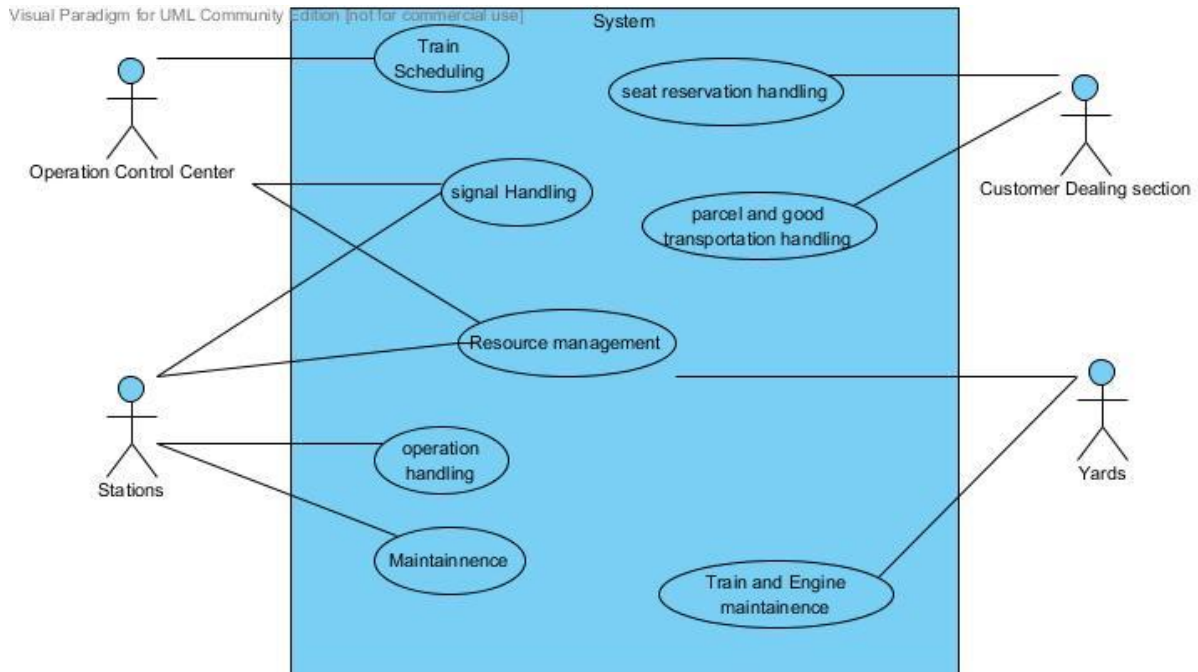 Visual Paradigm for UML Community Edition [not for commercial use]
System
Train
Scheduling
seat reservation handling
Operation Control Center
Customer Dealing section
signal Handling
parcel and good
transportation handling
Resource management
operation
handling
Stations
Yards
Maintainnence
Train and Engine
maintainence